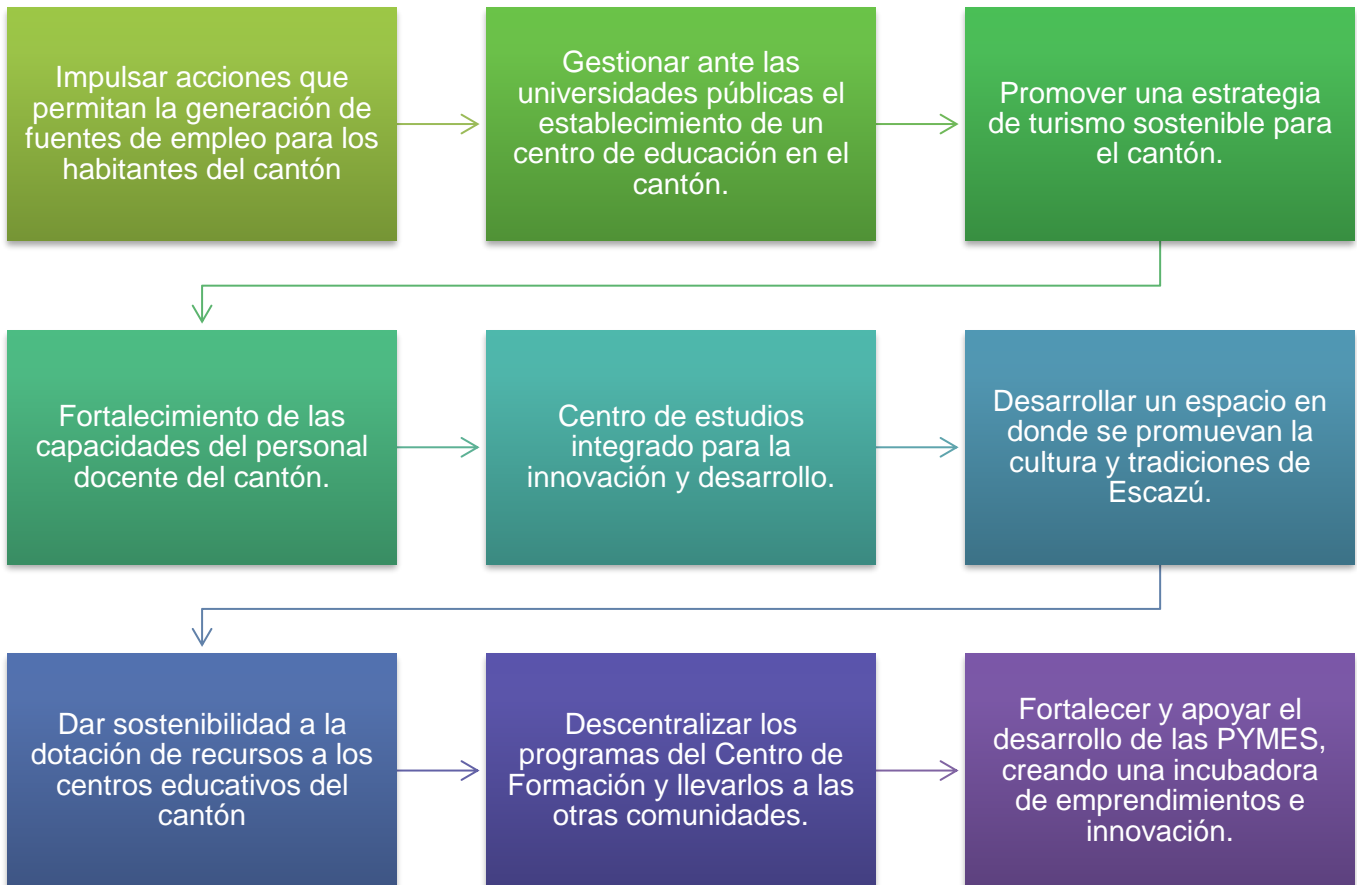 Impulsar acciones que
permitan la generación de
fuentes de empleo para los
habitantes del cantón
Gestionar ante las
universidades públicas el
establecimiento de un
centro de educación en el
cantón.
Promover una estrategia
de turismo sostenible para
el cantón.
Fortalecimiento de las
capacidades del personal
docente del cantón.
Centro de estudios
integrado para la
innovación y desarrollo.
Desarrollar un espacio en
donde se promuevan la
cultura y tradiciones de
Escazú.
Dar sostenibilidad a la
dotación de recursos a los
centros educativos del
cantón
Descentralizar los
programas del Centro de
Formación y llevarlos a las
otras comunidades.
Fortalecer y apoyar el
desarrollo de las PYMES,
creando una incubadora
de emprendimientos e
innovación.